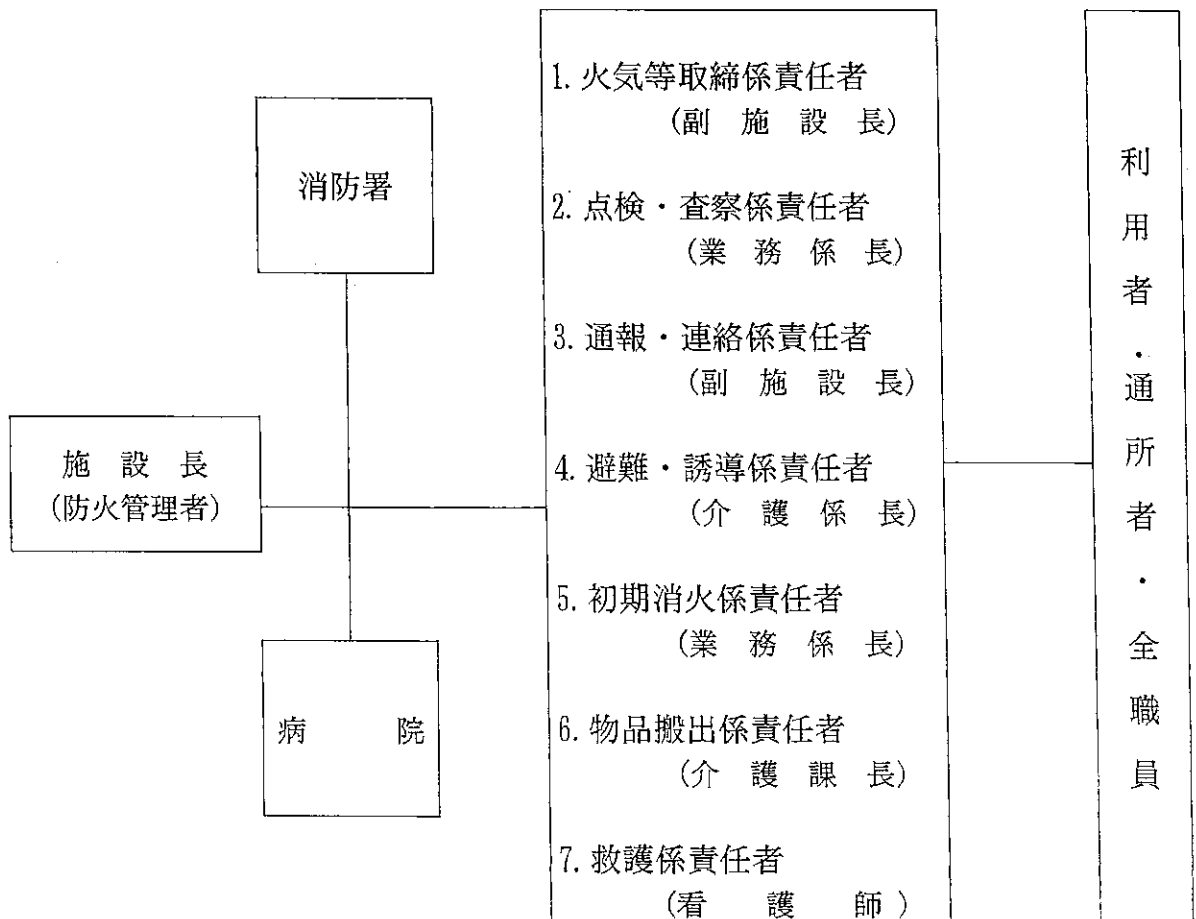 消防署
施設長
(防火管理者)
病院
1. 火気等取締係責任者
(副施設長)
2. 点検・査察係責任者
(業務係長)
3. 通報・連絡係責任者
(副施設長)
4. 避難・誘導係責任者
(介護係長)
5. 初期消火係責任者
(業務係長)
6. 物品搬出係責任者
(介護課長)
7. 救護係責任者
(看護師)
利用者・通所者・全職員